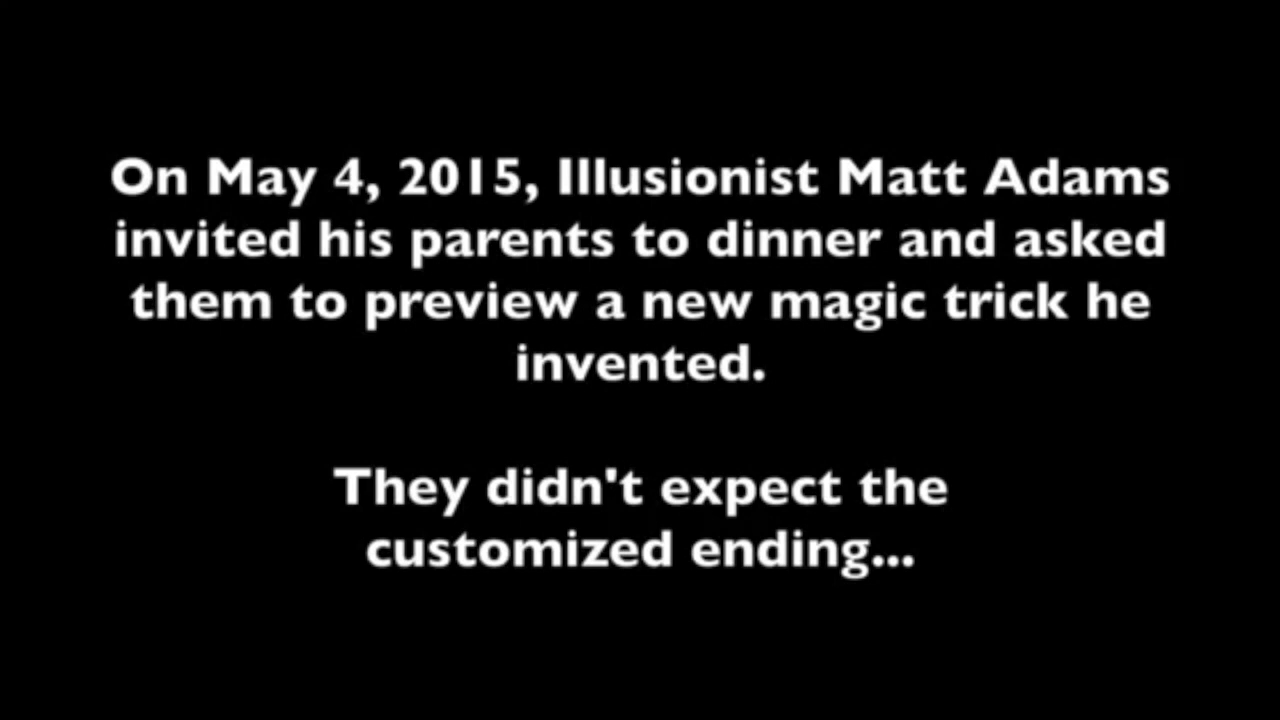 On May 4, 2015, Illusionist Matt Adams
invited his parents to dinner and asked
them to preview a new magic trick he
invented.
They didn't expect the
customized ending...